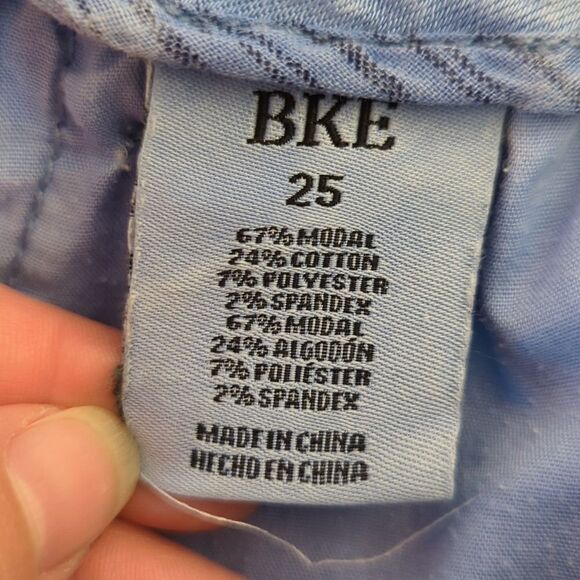 BKE
25
67% MODAL
24% COTTON
7% POLYESTER
2% SPANDEX
67% MODAL
24% ALGODÓN
7% POLIÉSTER
2% SPANDEX
MADE IN CHINA
HECHO EN CHINA